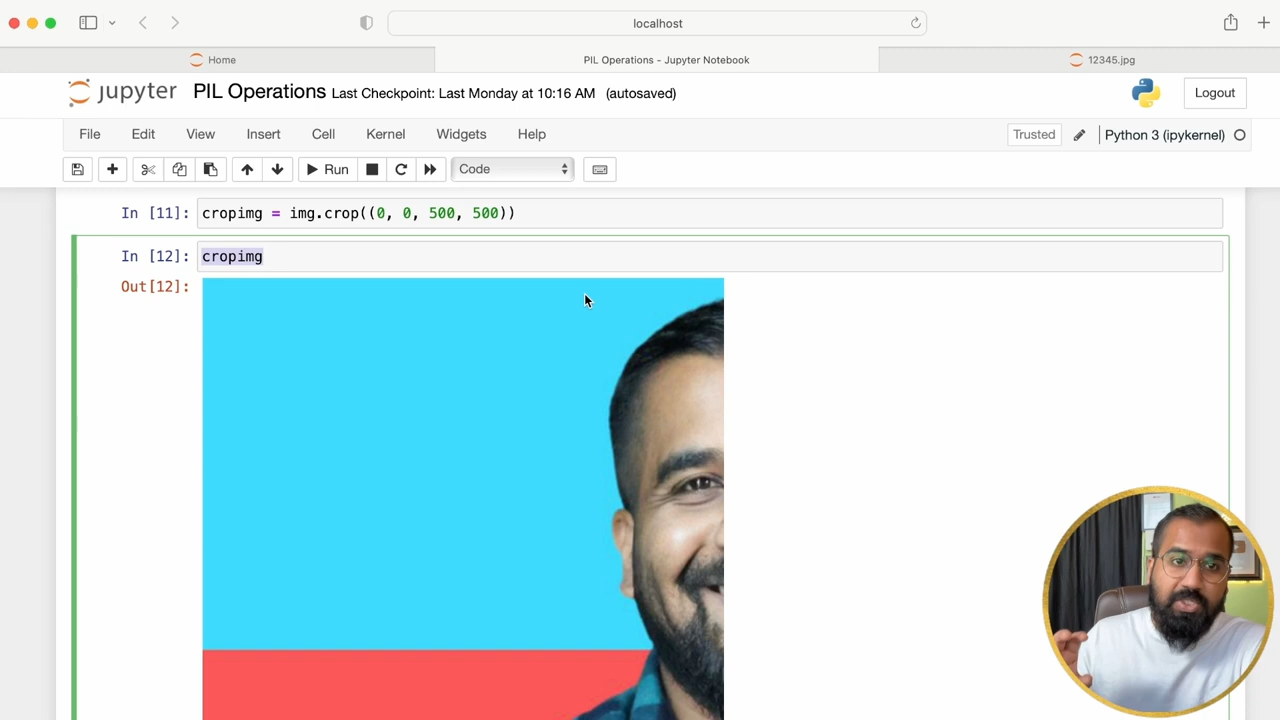 localhost
Home
PIL Operations - Jupyter Notebook
12345.jpg
jupyter PIL Operations Last Checkpoint: Last Monday at 10:16 AM (autosaved)
Logout
File Edit View Insert Cell Kernel Widgets Help
Trusted Python 3 (ipykernel)
Run Code
In [11]: cropimg = img.crop((0, 0, 500, 500))
In [12]: cropimg
Out[12]: